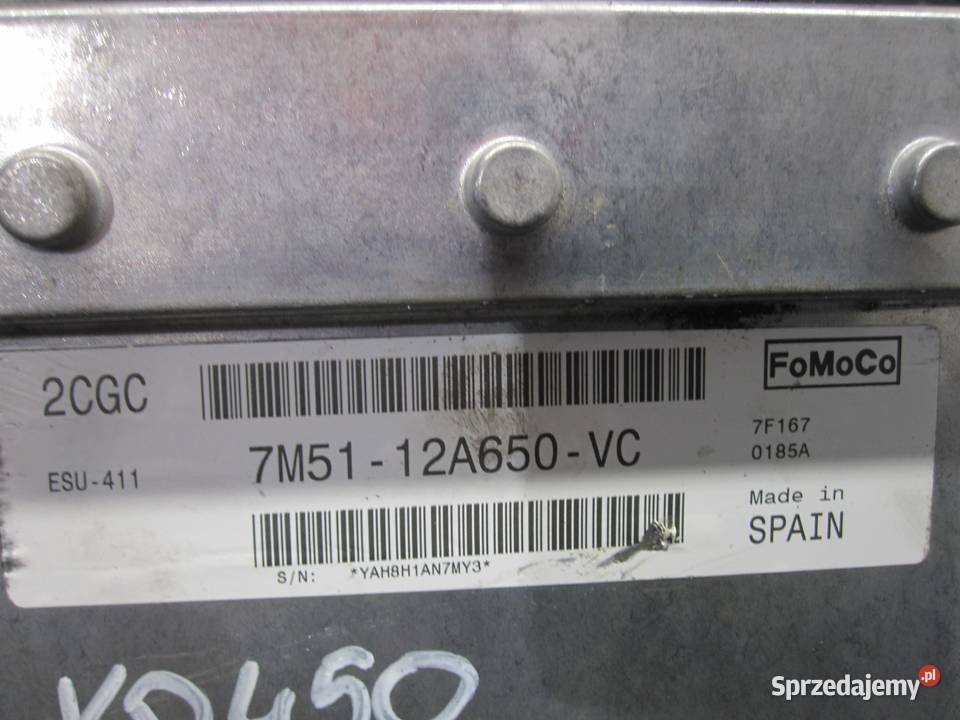 2CGC
FoMoCo
7M51-12A650-VC
7F167
0185A
ESU-411
Made in
SPAIN
S/N: *YAH8H1AN7MY3*
Sprzedajemy.pl